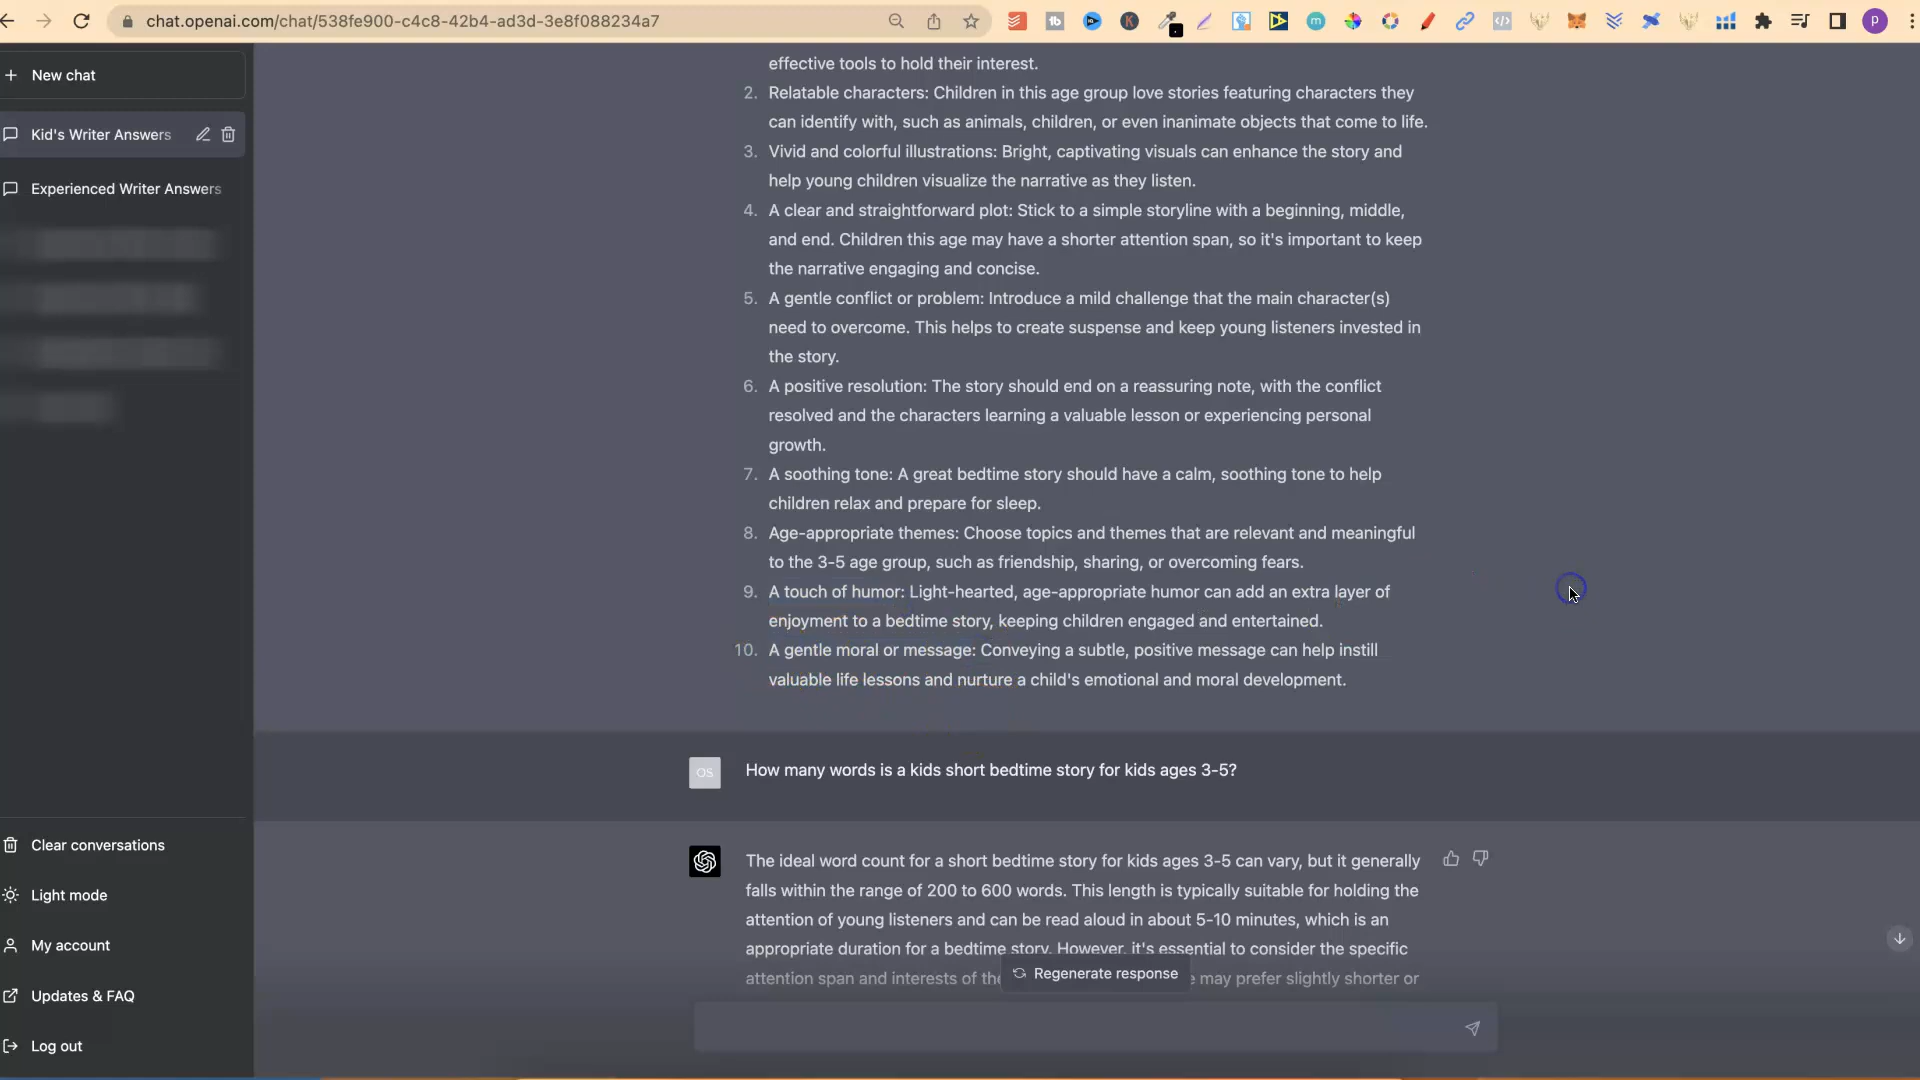 chat.openai.com/chat/538fe900-c4c8-42b4-ad3d-3e8f088234a7
P
New chat
Kid's Writer Answers
Experienced Writer Answers
effective tools to hold their interest.
2. Relatable characters: Children in this age group love stories featuring characters they
can identify with, such as animals, children, or even inanimate objects that come to life.
3. Vivid and colorful illustrations: Bright, captivating visuals can enhance the story and
help young children visualize the narrative as they listen.
4. A clear and straightforward plot: Stick to a simple storyline with a beginning, middle,
and end. Children this age may have a shorter attention span, so it's important to keep
the narrative engaging and concise.
5. A gentle conflict or problem: Introduce a mild challenge that the main character(s)
need to overcome. This helps to create suspense and keep young listeners invested in
the story.
6. A positive resolution: The story should end on a reassuring note, with the conflict
resolved and the characters learning a valuable lesson or experiencing personal
growth.
7. A soothing tone: A great bedtime story should have a calm, soothing tone to help
children relax and prepare for sleep.
8. Age-appropriate themes: Choose topics and themes that are relevant and meaningful
to the 3-5 age group, such as friendship, sharing, or overcoming fears.
9. A touch of humor: Light-hearted, age-appropriate humor can add an extra layer of
enjoyment to a bedtime story, keeping children engaged and entertained.
10. A gentle moral or message: Conveying a subtle, positive message can help instill
valuable life lessons and nurture a child's emotional and moral development.
OS
How many words is a kids short bedtime story for kids ages 3-5?
The ideal word count for a short bedtime story for kids ages 3-5 can vary, but it generally
falls within the range of 200 to 600 words. This length is typically suitable for holding the
attention of young listeners and can be read aloud in about 5-10 minutes, which is an
appropriate duration for a bedtime story. However, it's essential to consider the specific
attention span and interests of the may prefer slightly shorter or
Regenerate response
Clear conversations
Light mode
My account
Updates & FAQ
Log out